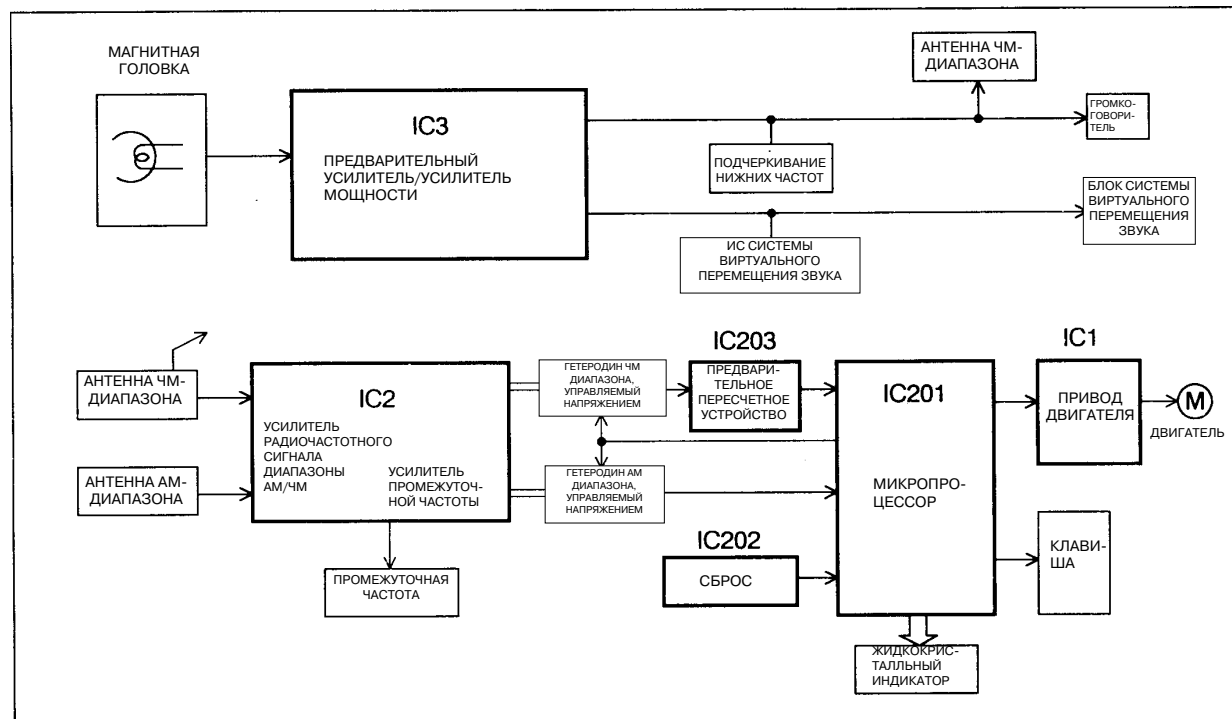 МАГНИТНАЯ
ГОЛОВКА
IC3
ПРЕДВАРИТЕЛЬНЫЙ
УСИЛИТЕЛЬ/УСИЛИТЕЛЬ
МОЩНОСТИ
АНТЕННА ЧМ-
ДИАПАЗОНА
ГРОМКО-
ГОВОРИ-
ТЕЛЬ
ПОДЧЕРКИВАНИЕ
НИЖНИХ ЧАСТОТ
БЛОК СИСТЕМЫ
ВИРТУАЛЬНОГО
ПЕРЕМЕЩЕНИЯ
ЗВУКА
ИС СИСТЕМЫ
ВИРТУАЛЬНОГО
ПЕРЕМЕЩЕНИЯ ЗВУКА
АНТЕННА ЧМ-
ДИАПАЗОНА
АНТЕННА АМ-
ДИАПАЗОНА
IC2
УСИЛИТЕЛЬ
РАДИОЧАСТОТНОГО
СИГНАЛА
ДИАПАЗОНЫ
АМ/ЧМ
УСИЛИТЕЛЬ
ПРОМЕЖУТОЧ-
НОЙ ЧАСТОТЫ
ПРОМЕЖУТОЧНАЯ
ЧАСТОТА
ГЕТЕРОДИН ЧМ
ДИАПАЗОНА,
УПРАВЛЯЕМЫЙ
НАПРЯЖЕНИЕМ
ГЕТЕРОДИН АМ
ДИАПАЗОНА,
УПРАВЛЯЕМЫЙ
НАПРЯЖЕНИЕМ
IC203
ПРЕДВАРИ-
ТЕЛЬНОЕ
ПЕРЕСЧЕТНОЕ
УСТРОЙСТВО
IC202
СБРОС
IC201
МИКРОПРО-
ЦЕССОР
IC1
ПРИВОД
ДВИГАТЕЛЯ
M
ДВИГАТЕЛЬ
КЛАВИ-
ША
ЖИДКОКРИС-
ТАЛЛЬНЫЙ
ИНДИКАТОР